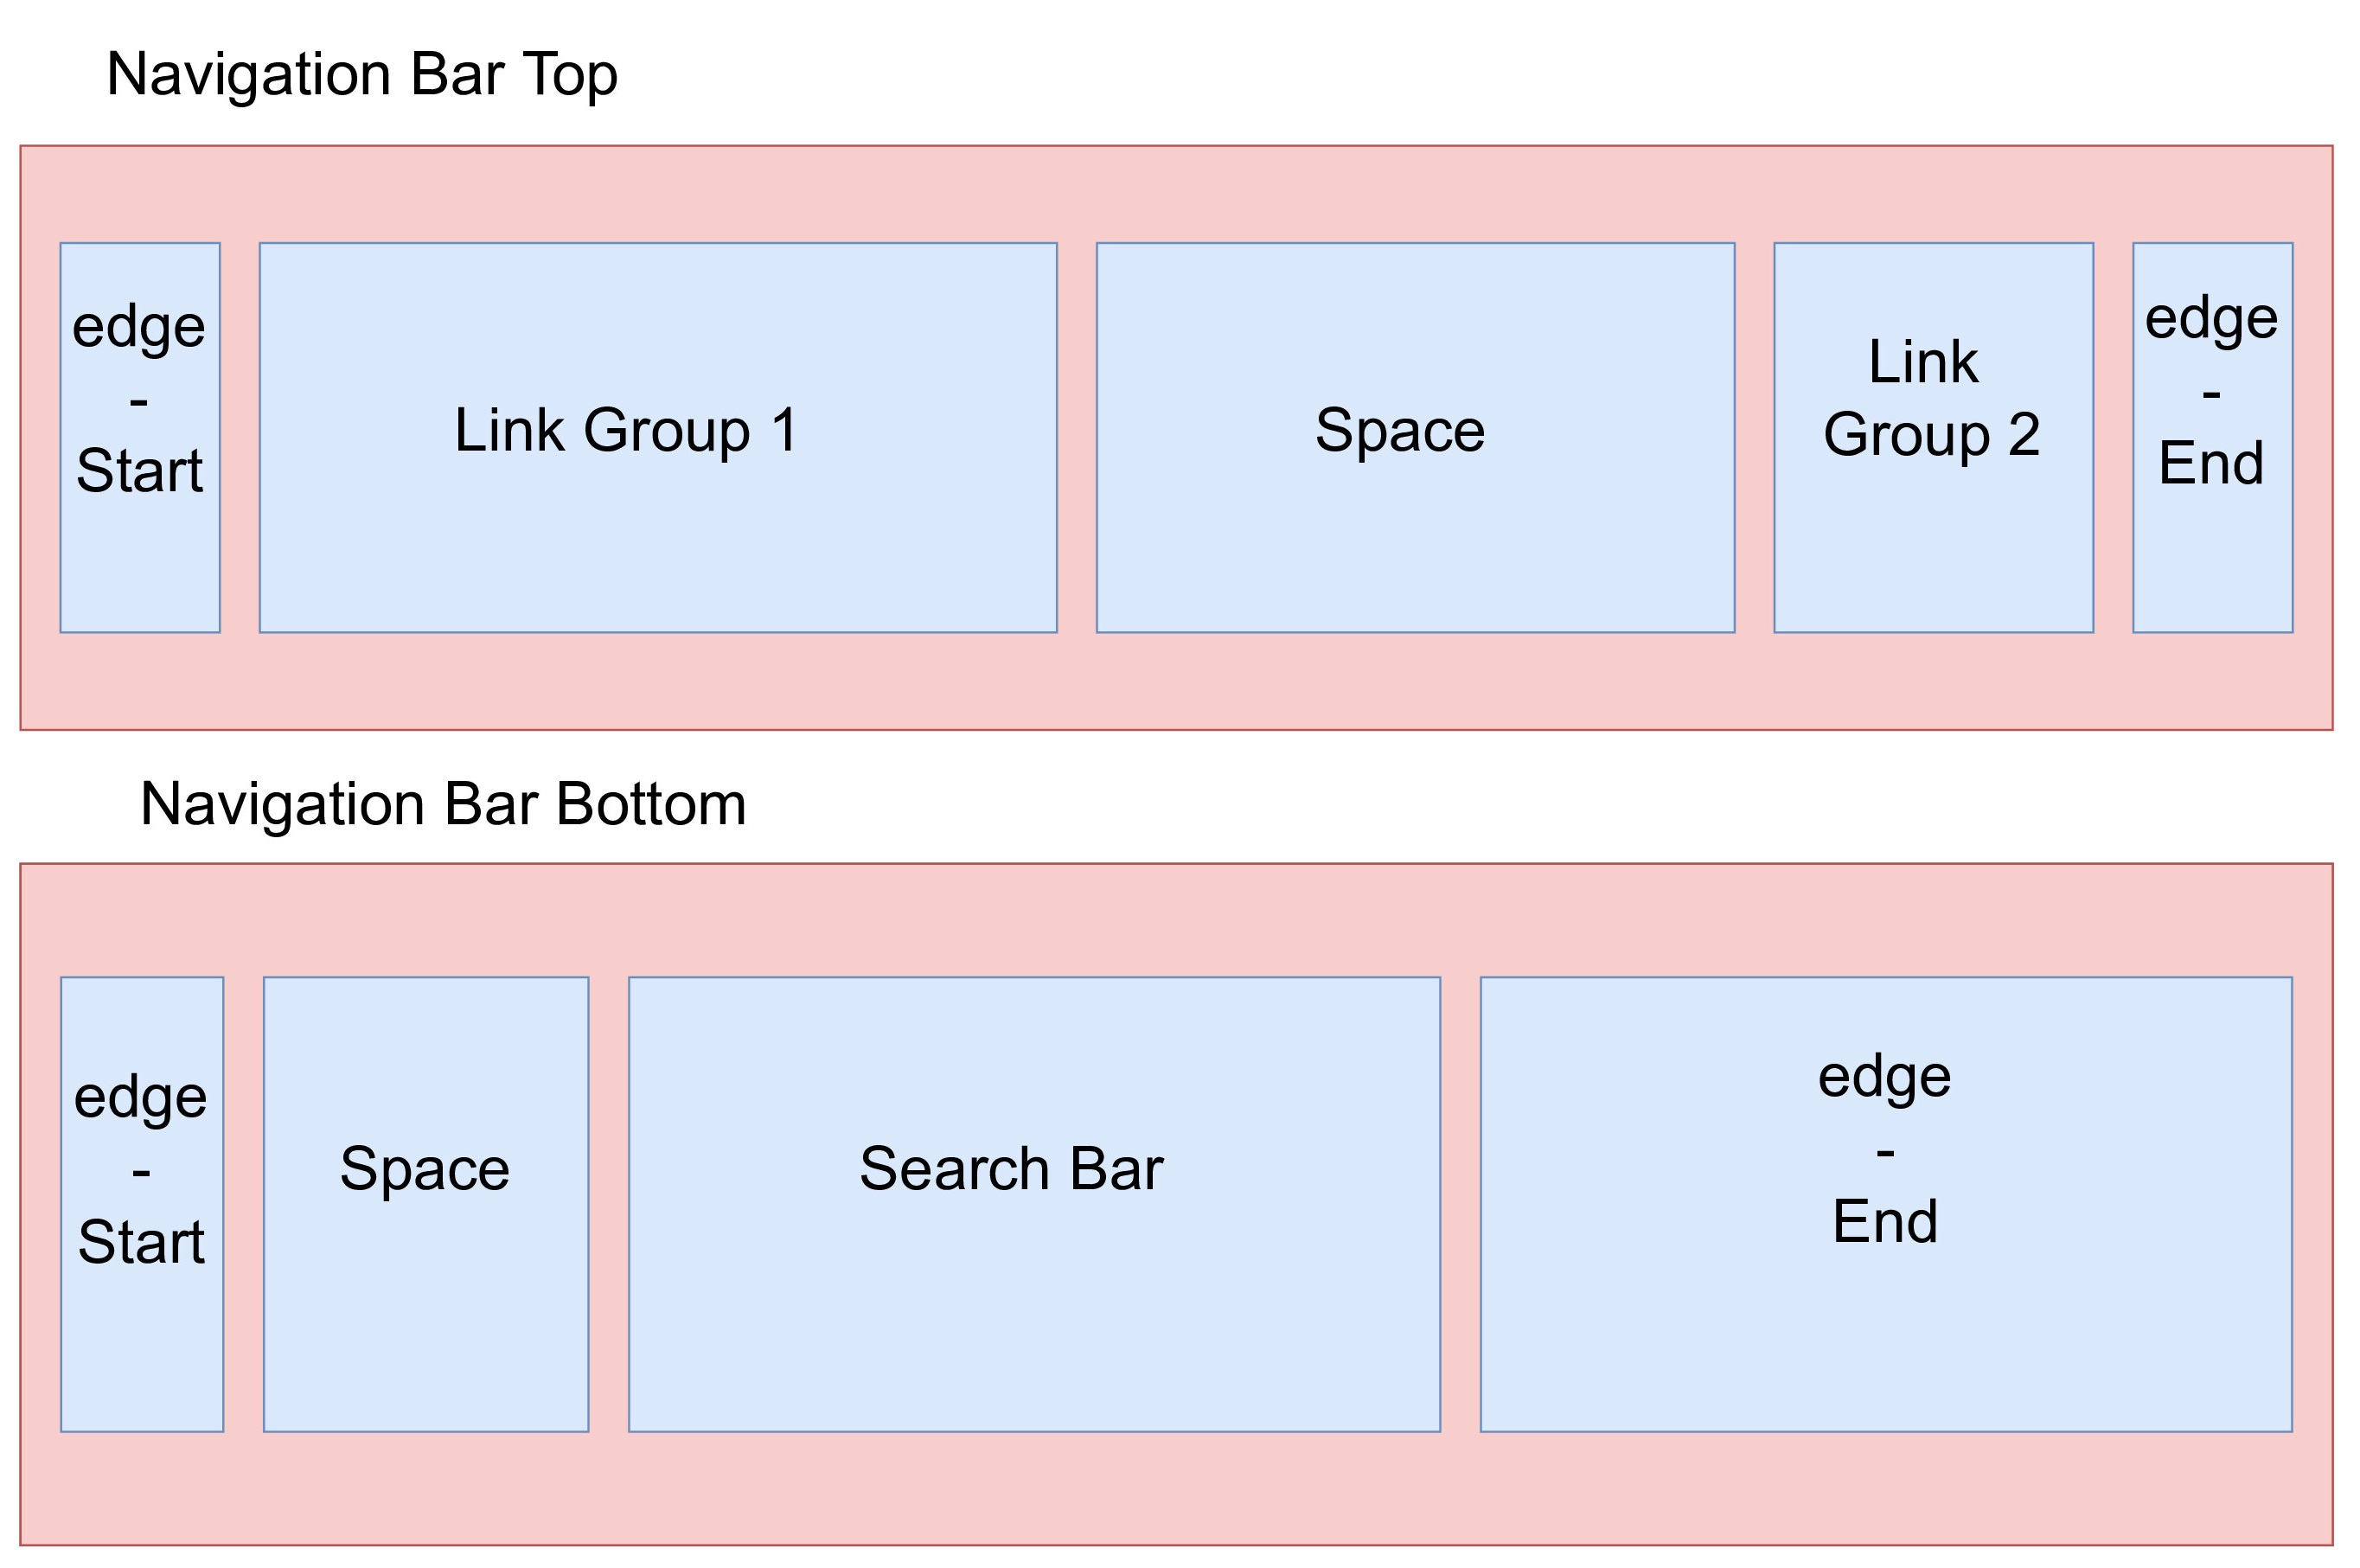 Navigation Bar Top
edge
-
Start
Link Group 1
Space
Link
Group 2
edge
-
End
Navigation Bar Bottom
edge
-
Start
Space
Search Bar
edge
-
End